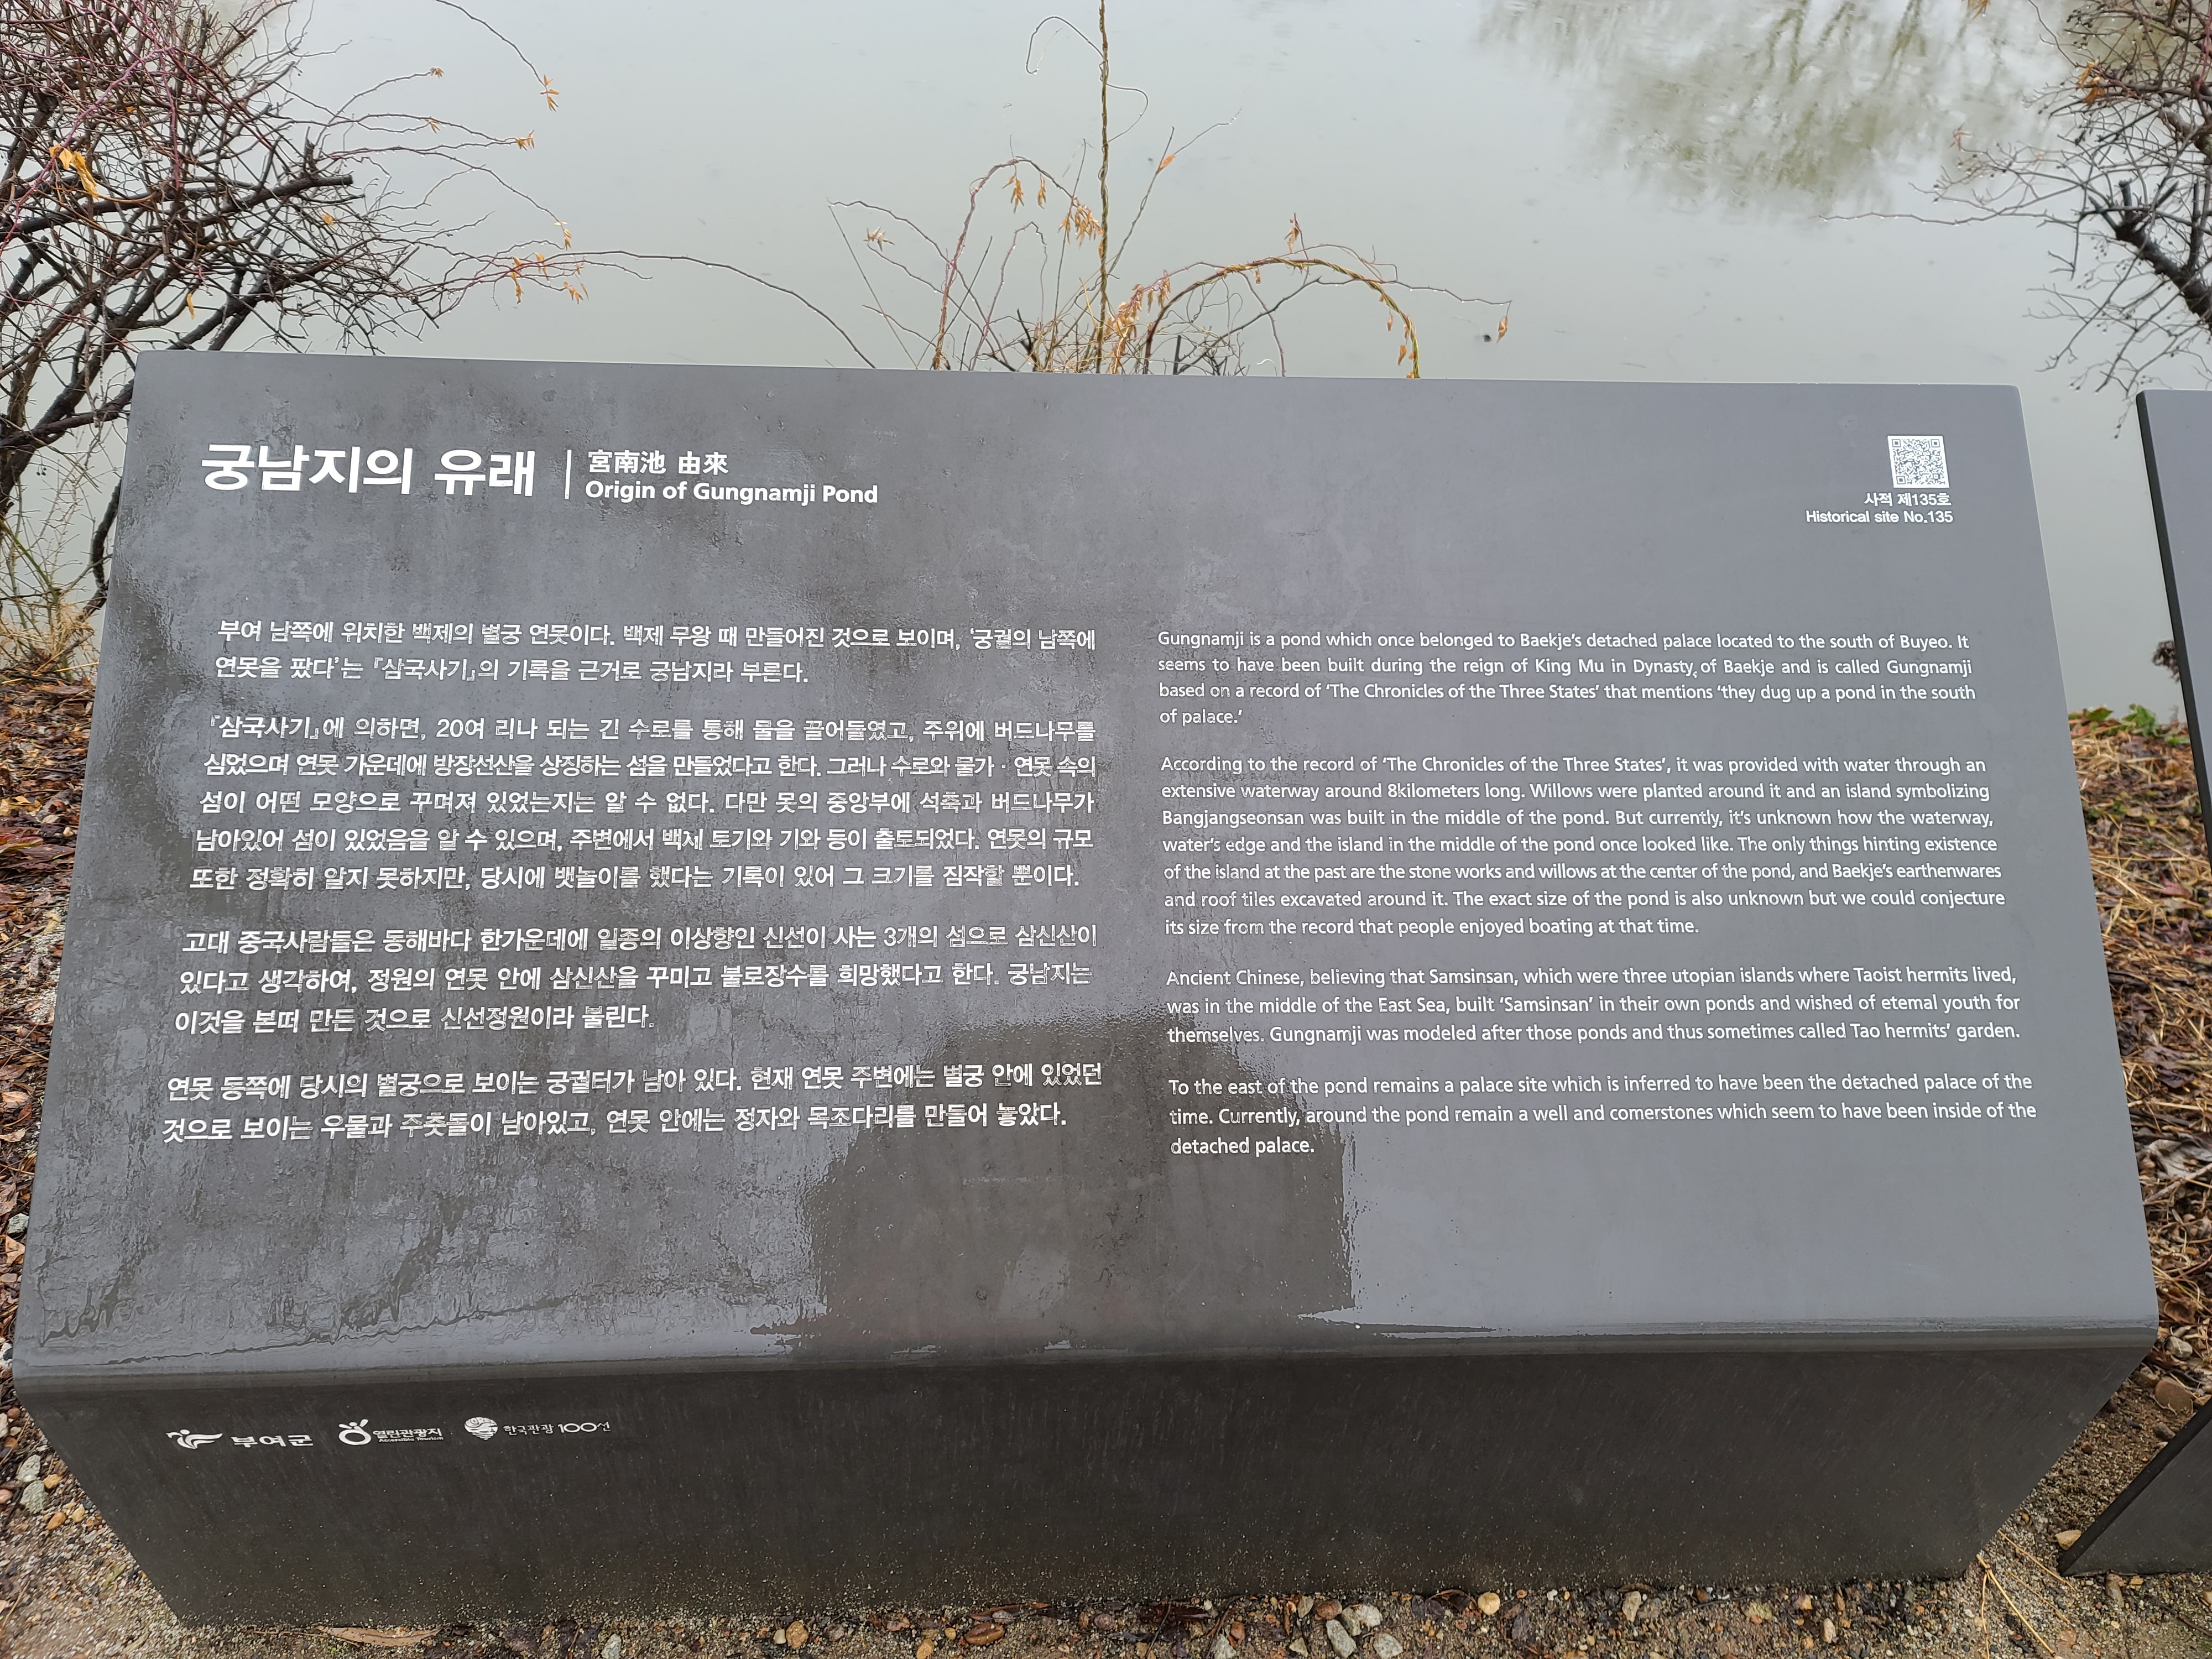 궁남지의 유래
宮南池 由來
Origin of Gungnamji Pond
사적 제135호
Historical site No.135
부여 남쪽에 위치한 백제의 별궁 연못이다. 백제 무왕 때 만들어진 것으로 보이며, ‘궁궐의 남쪽에
연못을 팠다’는 『삼국사기』의 기록을 근거로 궁남지라 부른다.
『삼국사기』에 의하면, 20여 리나 되는 긴 수로를 통해 물을 끌어들였고, 주위에 버드나무를
심었으며 연못 가운데에 방장선산을 상징하는 섬을 만들었다고 한다. 그러나 수로와 물가 · 연못 속의
섬이 어떤 모양으로 꾸며져 있었는지는 알 수 없다. 다만 못의 중앙부에 석축과 버드나무가
남아있어 섬이 있었음을 알 수 있으며, 주변에서 백제 토기와 기와 등이 출토되었다. 연못의 규모
또한 정확히 알지 못하지만, 당시에 뱃놀이를 했다는 기록이 있어 그 크기를 짐작할 뿐이다.
고대 중국사람들은 동해바다 한가운데에 일종의 이상향인 신선이 사는 3개의 섬으로 삼신산이
있다고 생각하여, 정원의 연못 안에 삼신산을 꾸미고 불로장수를 희망했다고 한다. 궁남지는
이것을 본떠 만든 것으로 신선정원이라 불린다.
연못 동쪽에 당시의 별궁으로 보이는 궁궐터가 남아 있다. 현재 연못 주변에는 별궁 안에 있었던
것으로 보이는 우물과 주춧돌이 남아있고, 연못 안에는 정자와 목조다리를 만들어 놓았다.
Gungnamji is a pond which once belonged to Baekje’s detached palace located to the south of Buyeo. It
seems to have been built during the reign of King Mu in Dynasty of Baekje and is called Gungnamji
based on a record of ‘The Chronicles of the Three States’ that mentions ‘they dug up a pond in the south
of palace.’
According to the record of ‘The Chronicles of the Three States’, it was provided with water through an
extensive waterway around 8kilometers long. Willows were planted around it and an island symbolizing
Bangjangseonsan was built in the middle of the pond. But currently, it’s unknown how the waterway,
water’s edge and the island in the middle of the pond once looked like. The only things hinting existence
of the island at the past are the stone works and willows at the center of the pond, and Baekje’s earthenwares
and roof tiles excavated around it. The exact size of the pond is also unknown but we could conjecture
its size from the record that people enjoyed boating at that time.
Ancient Chinese, believing that Samsinsan, which were three utopian islands where Taoist hermits lived,
was in the middle of the East Sea, built ‘Samsinsan’ in their own ponds and wished of eternal youth for
themselves. Gungnamji was modeled after those ponds and thus sometimes called Tao hermits’ garden.
To the east of the pond remains a palace site which is inferred to have been the detached palace of the
time. Currently, around the pond remain a well and cornerstones which seem to have been inside of the
detached palace.
부여군
열린관광지
Accessible Tourism
한국관광 100선